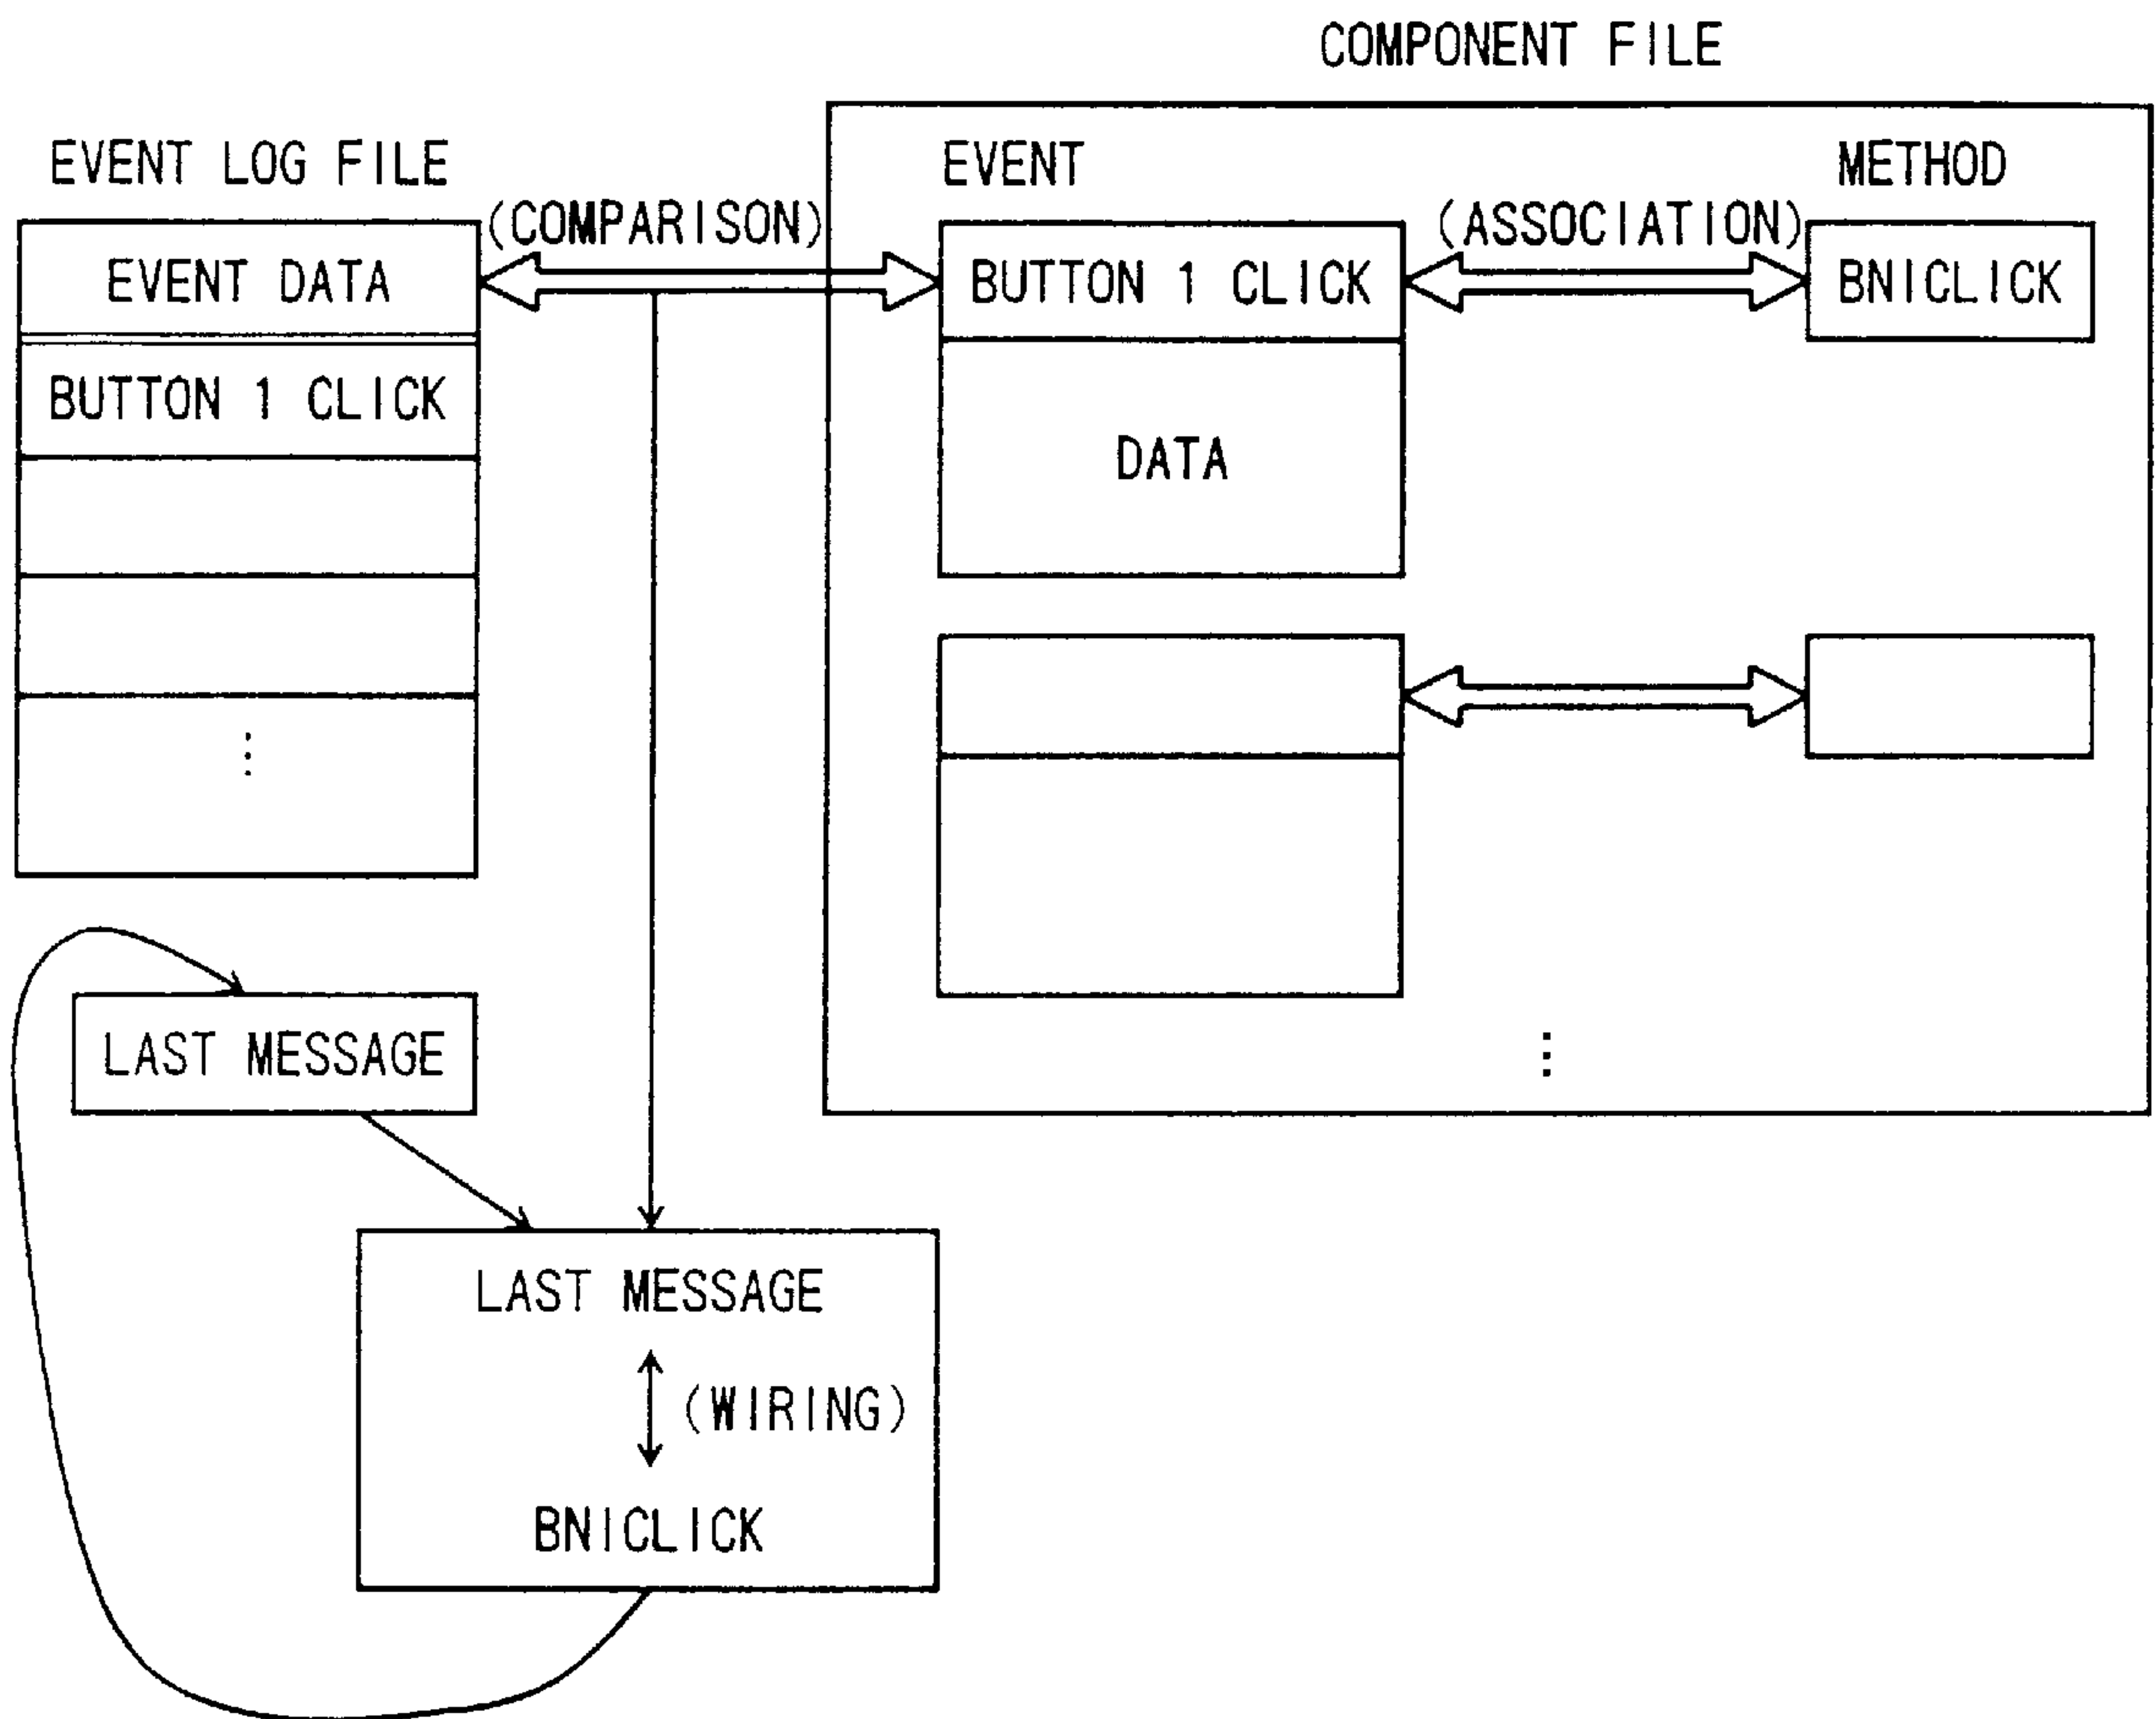 COMPONENT FILE
EVENT LOG FILE
EVENT
METHOD
(COMPARISON)
(ASSOCIATION)
EVENT DATA
BUTTON 1 CLICK
BNICLICK
BUTTON 1 CLICK
DATA
⋮
LAST MESSAGE
⋮
LAST MESSAGE
(WIRING)
BNICLICK